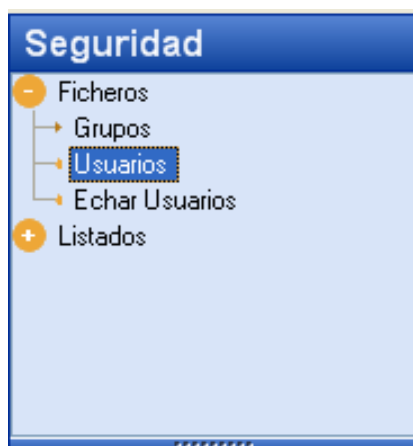 Seguridad
Ficheros
Grupos
Usuarios
Echar Usuarios
Listados